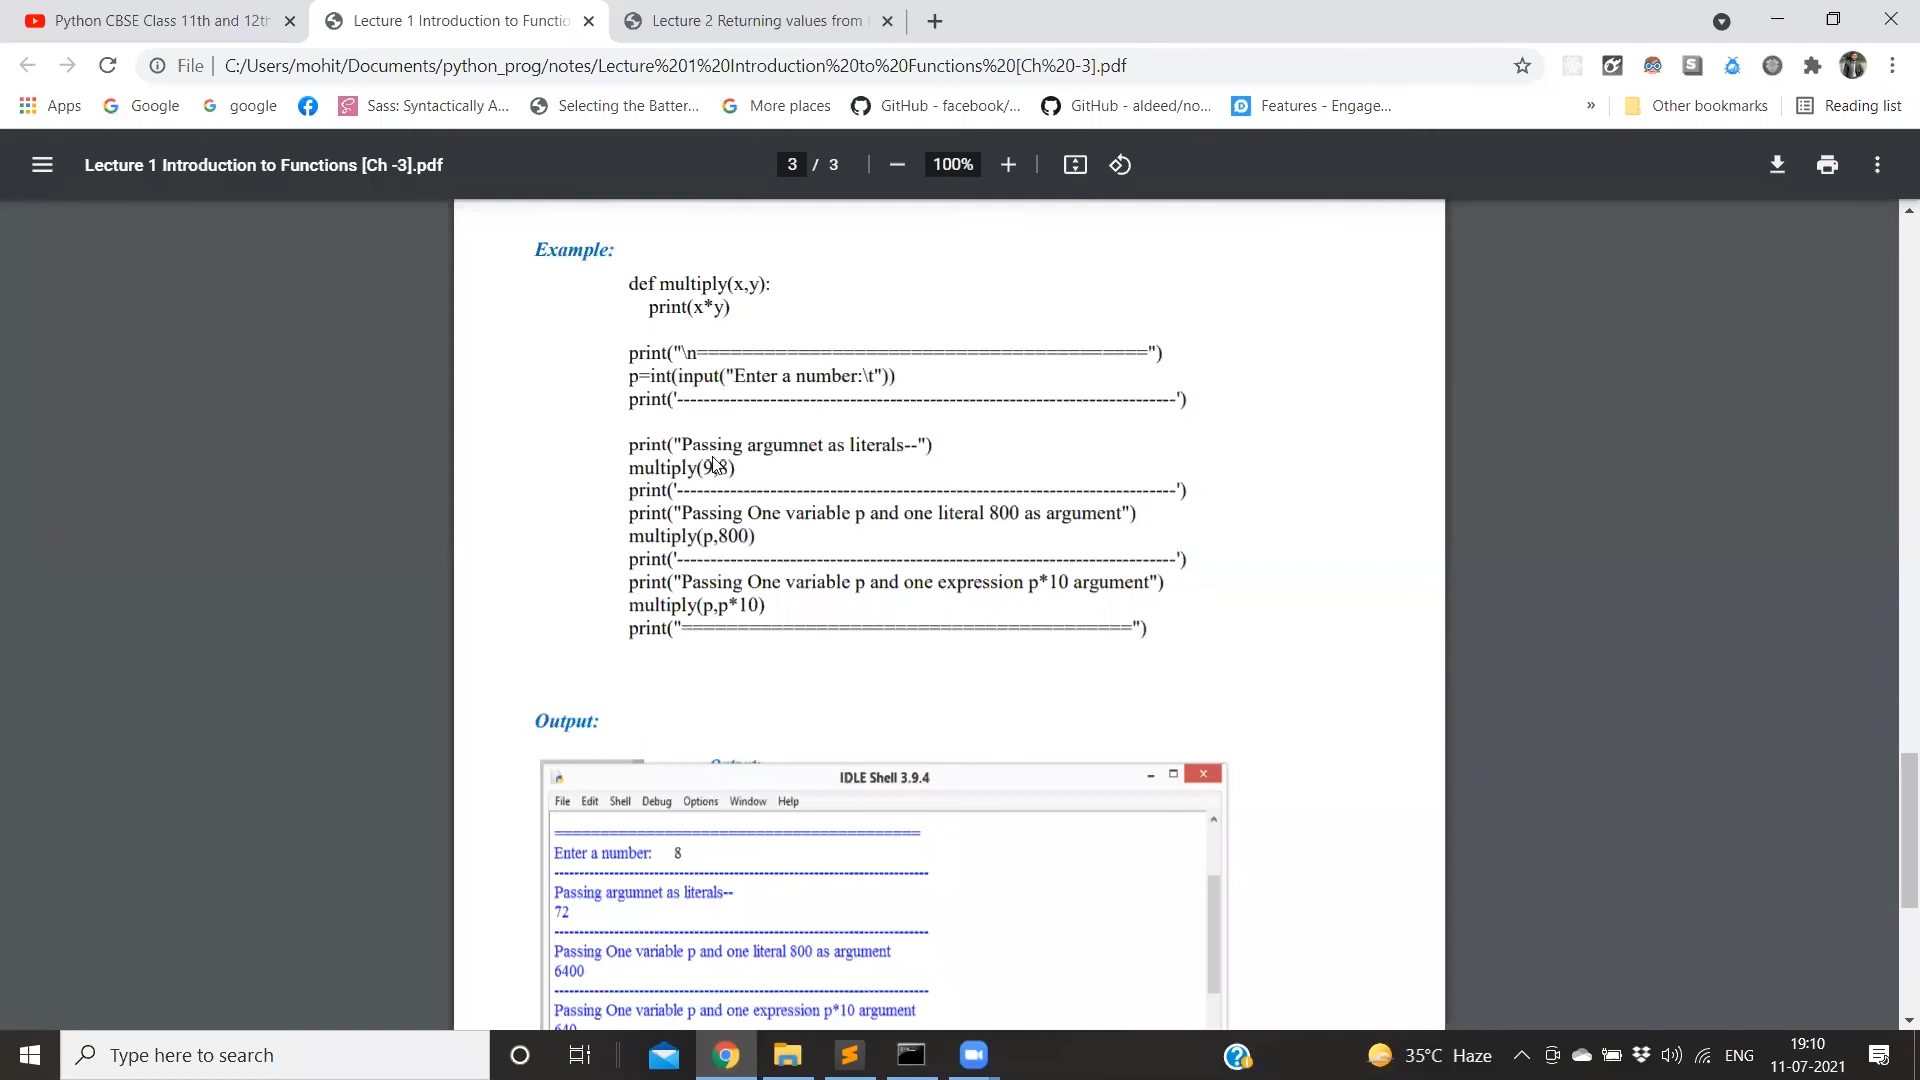 Python CBSE Class 11th and 12th
Lecture 1 Introduction to Functio
Lecture 2 Returning values from f
File
C:/Users/mohit/Documents/python_prog/notes/Lecture%201%20Introduction%20to%20Functions%20[Ch%20-3].pdf
Apps
Google
google
Sass: Syntactically A...
Selecting the Batter...
More places
GitHub - facebook/...
GitHub - aldeed/no...
Features - Engage...
»
Other bookmarks
Reading list
Lecture 1 Introduction to Functions [Ch -3].pdf
3 / 3
100%
Example:
def multiply(x,y):
print(x*y)
print("\n========================================")
p=int(input("Enter a number:\t"))
print('---------------------------------------------------------------------------')
print("Passing argumnet as literals--")
multiply(9,8)
print('---------------------------------------------------------------------------')
print("Passing One variable p and one literal 800 as argument")
multiply(p,800)
print('---------------------------------------------------------------------------')
print("Passing One variable p and one expression p*10 argument")
multiply(p,p*10)
print("========================================")
Output:
IDLE Shell 3.9.4
File Edit Shell Debug Options Window Help
========================================
Enter a number: 8
---------------------------------------------------------------------------
Passing argumnet as literals--
72
---------------------------------------------------------------------------
Passing One variable p and one literal 800 as argument
6400
---------------------------------------------------------------------------
Passing One variable p and one expression p*10 argument
640
Type here to search
35°C Haze
ENG
19:10
11-07-2021